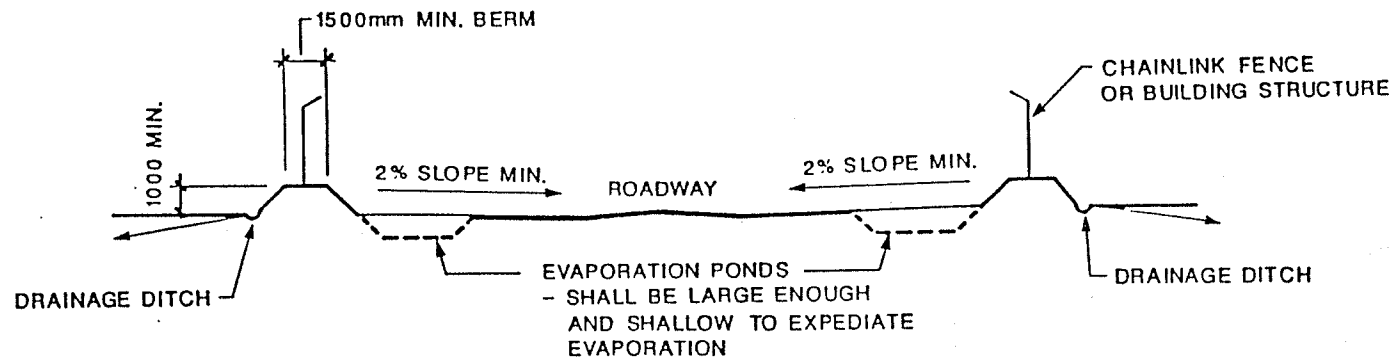 1500mm MIN. BERM
CHAINLINK FENCE
OR BUILDING STRUCTURE
1000 MIN.
2% SLOPE MIN.
2% SLOPE MIN.
ROADWAY
EVAPORATION PONDS
- SHALL BE LARGE ENOUGH
AND SHALLOW TO EXPEDIATE
EVAPORATION
DRAINAGE DITCH
DRAINAGE DITCH